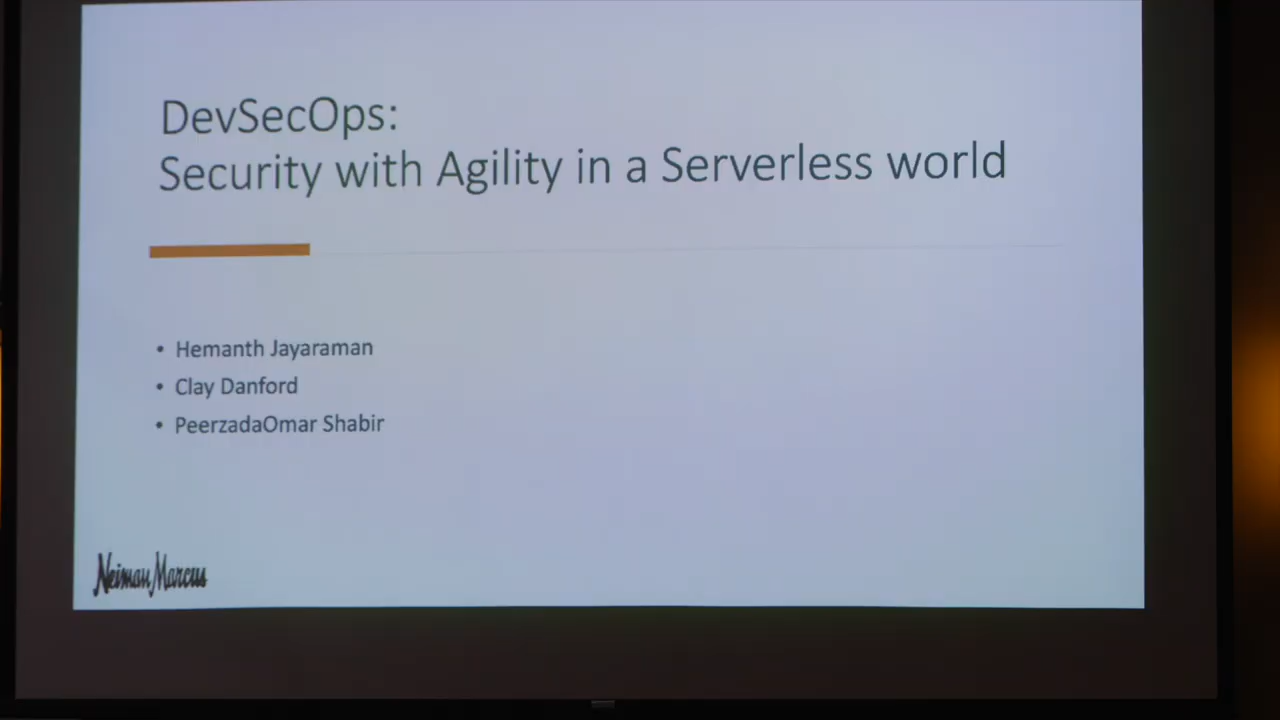 DevSecOps:
Security with Agility in a Serverless world
• Hemanth Jayaraman
• Clay Danford
• PeerzadaOmar Shabir
Neiman Marcus